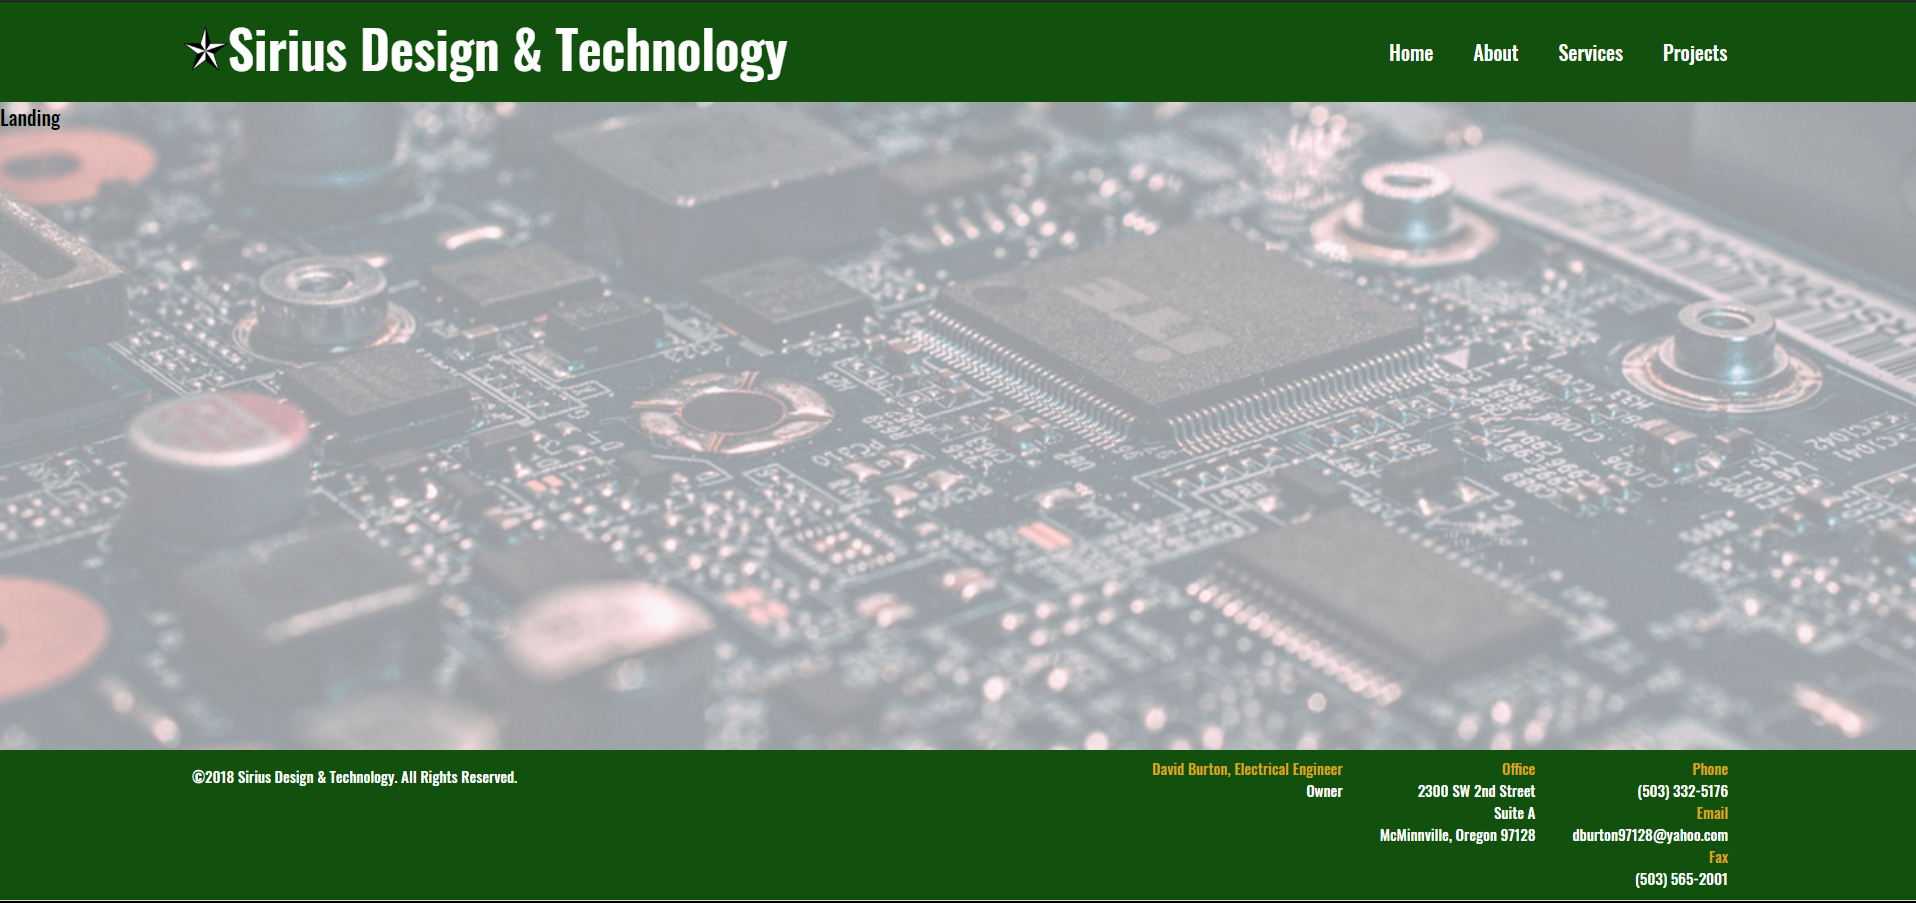 Sirius Design & Technology
Home About Services Projects
Landing
©2018 Sirius Design & Technology. All Rights Reserved.
David Burton, Electrical Engineer
Owner
Office
2300 SW 2nd Street
Suite A
McMinnville, Oregon 97128
Phone
(503) 332-5176
Email
dburton97128@yahoo.com
Fax
(503) 565-2001